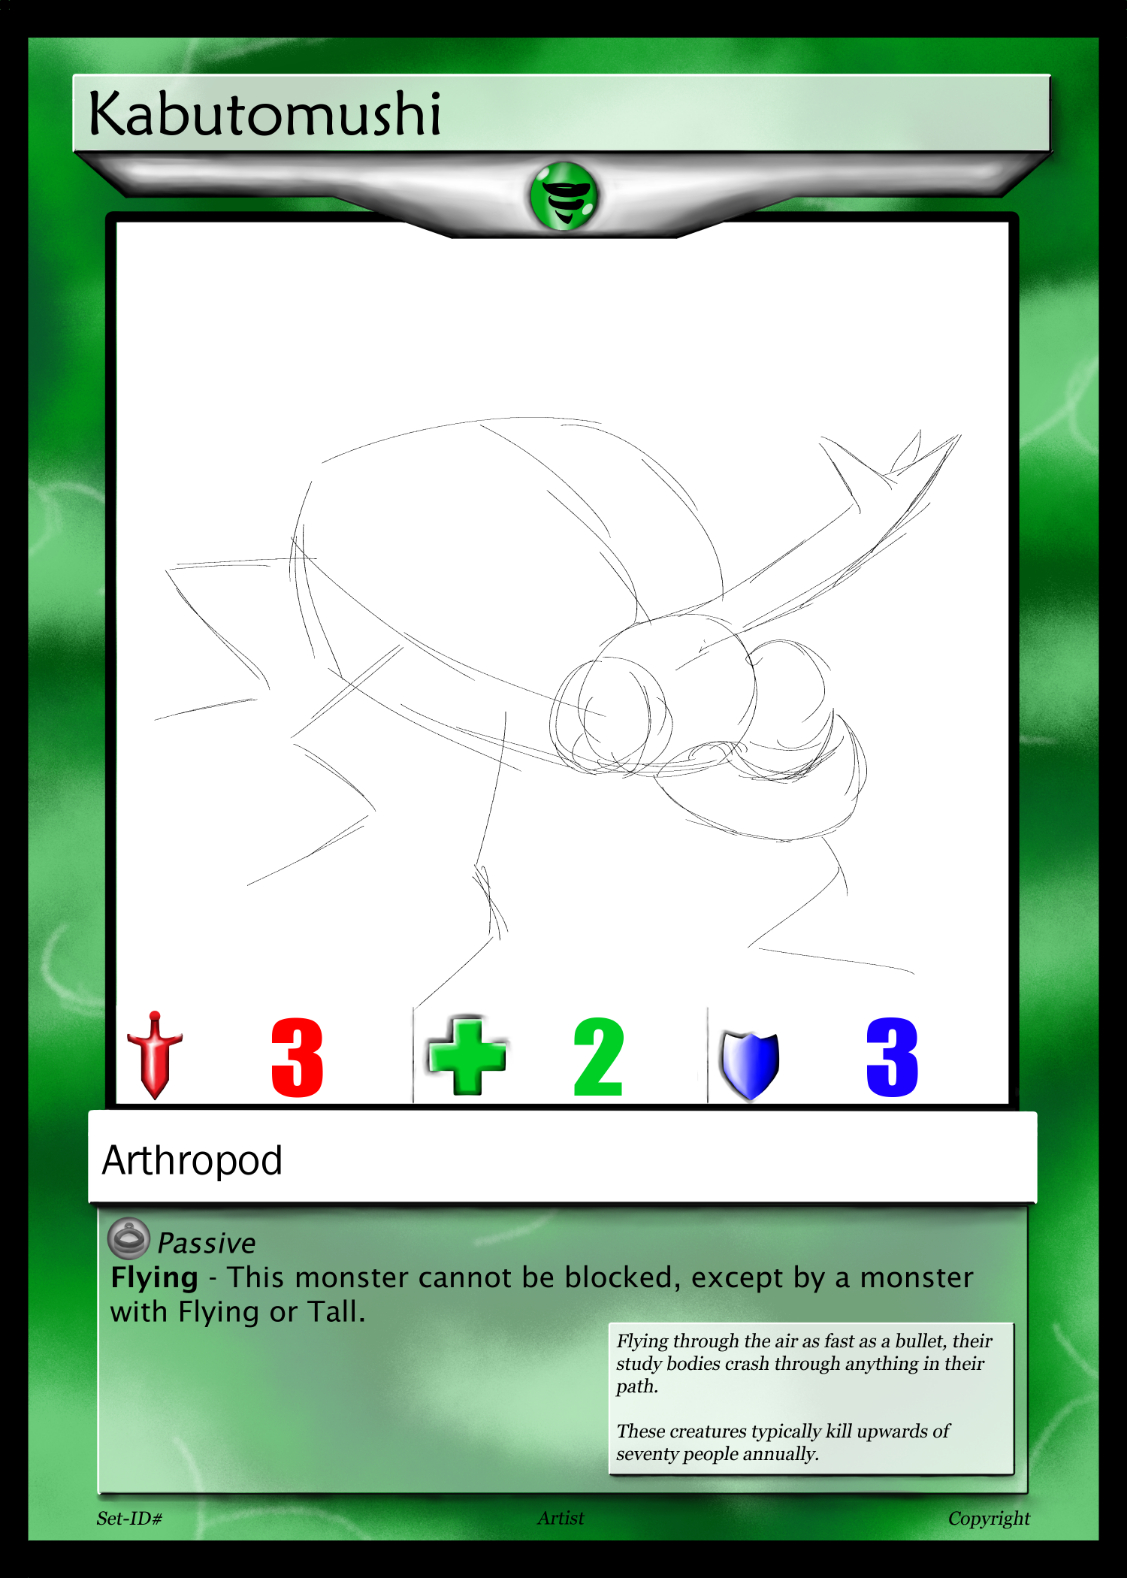 Kabutomushi
3 2 3
Arthropod
Passive
Flying - This monster cannot be blocked, except by a monster
with Flying or Tall.
Flying through the air as fast as a bullet, their
study bodies crash through anything in their
path.
These creatures typically kill upwards of
seventy people annually.
Set-ID# Artist Copyright